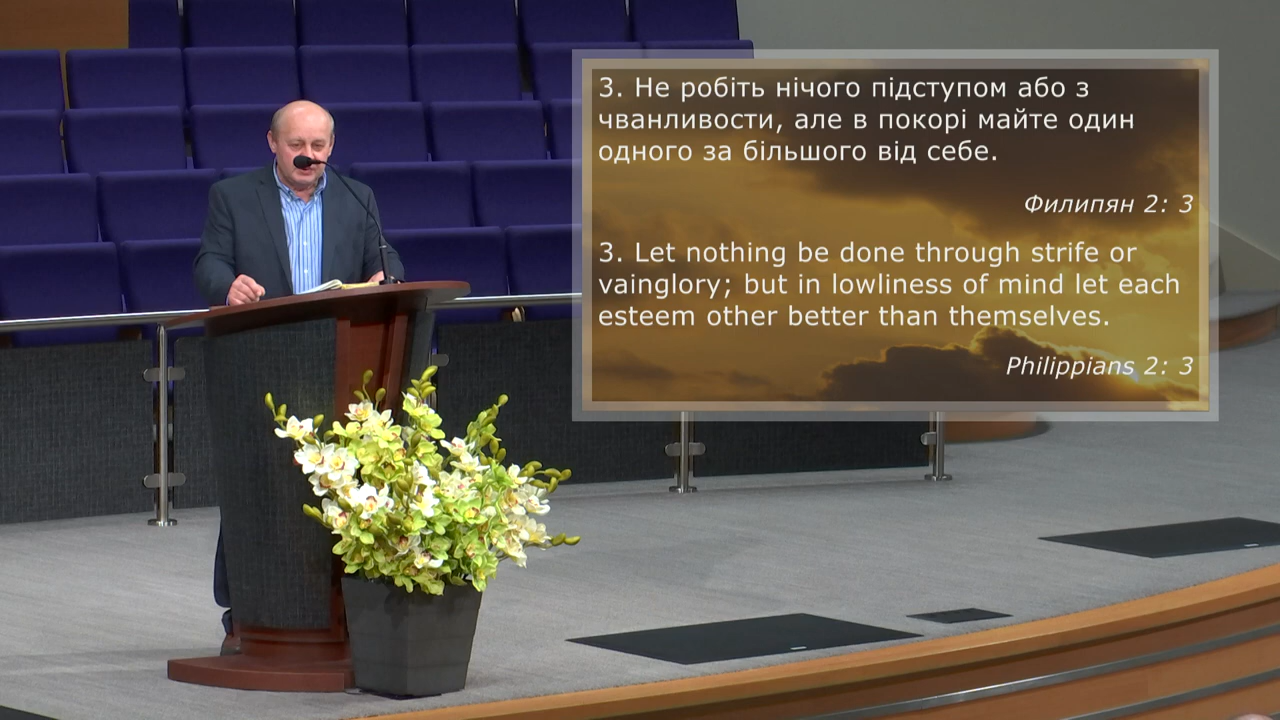 3. Не робіть нічого підступом або з
чванливости, але в покорі майте один
одного за більшого від себе.
Филипян 2: 3
3. Let nothing be done through strife or
vainglory; but in lowliness of mind let each
esteem other better than themselves.
Philippians 2: 3